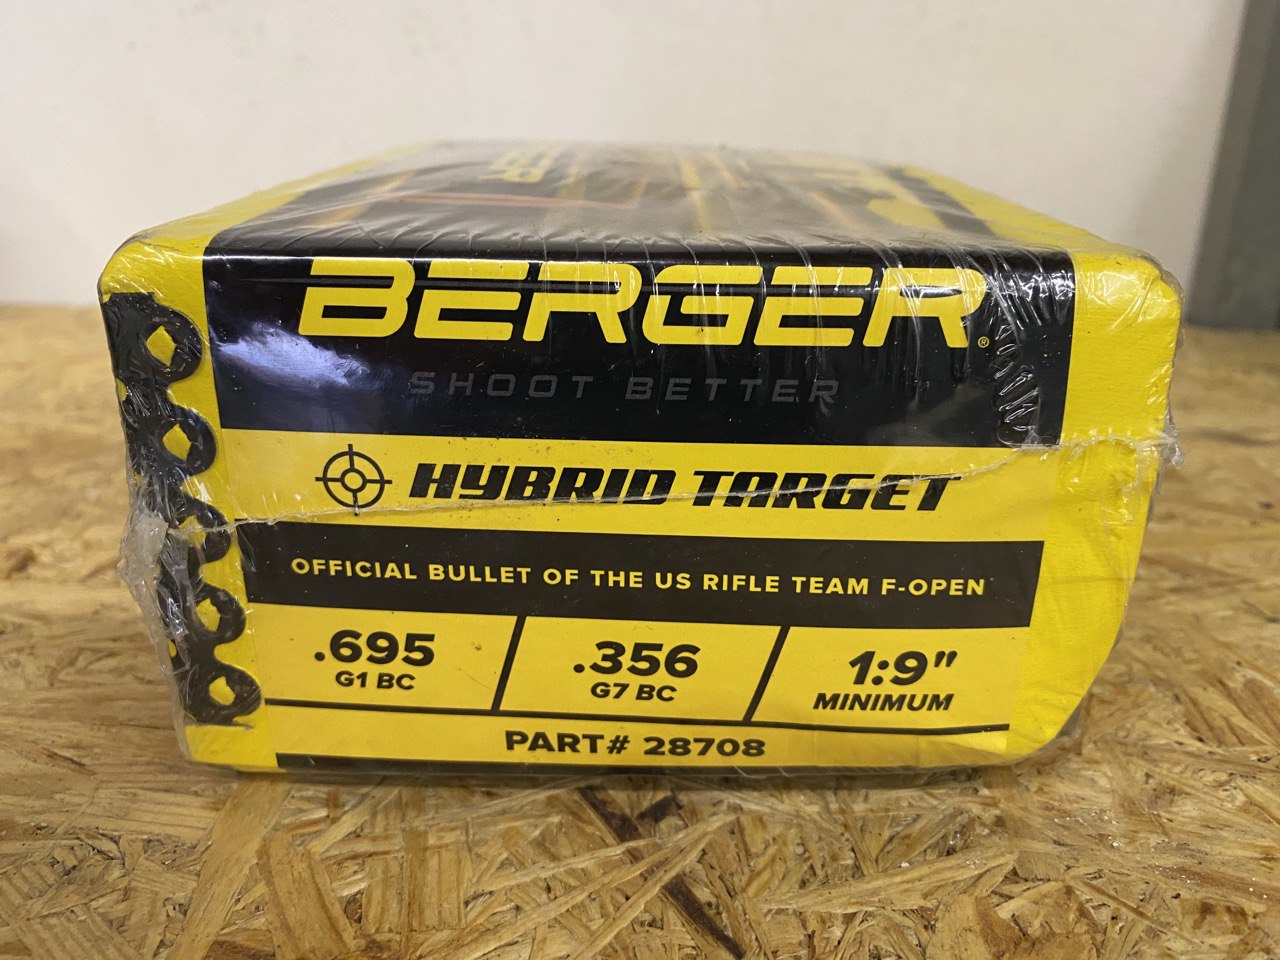 BERGER®
SHOOT BETTER
HYBRID TARGET
OFFICIAL BULLET OF THE US RIFLE TEAM F-OPEN
.695
G1 BC
.356
G7 BC
1:9"
MINIMUM
PART# 28708